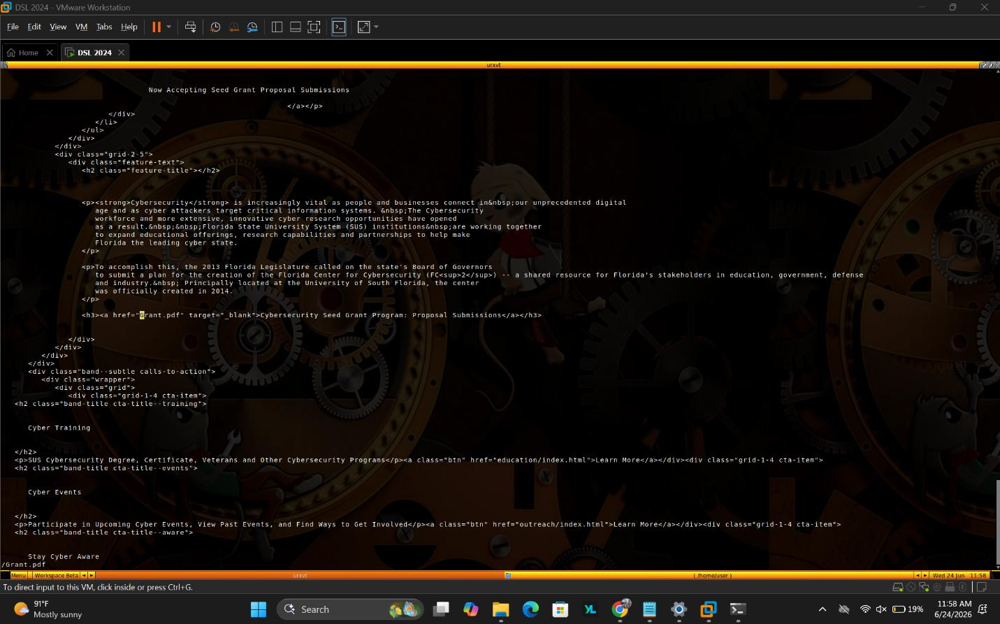 DSL 2024 - VMware Workstation
File Edit View VM Tabs Help
Home
DSL 2024
urxvt
Now Accepting Seed Grant Proposal Submissions
</a></p>
</div>
</li>
</ul>
</div>
</div>
<div class="grid-2-5">
<div class="feature-text">
<h2 class="feature-title"></h2>
<p><strong>Cybersecurity</strong> is increasingly vital as people and businesses connect in&nbsp;our unprecedented digital
age and as cyber attackers target critical information systems. &nbsp;The Cybersecurity
workforce and more extensive, innovative cyber research opportunities have opened
as a result.&nbsp;&nbsp;Florida State University System (SUS) institutions&nbsp;are working together
to expand educational offerings, research capabilities and partnerships to help make
Florida the leading cyber state.
</p>
<p>To accomplish this, the 2013 Florida Legislature called on the state's Board of Governors
to submit a plan for the creation of the Florida Center for Cybersecurity (FC<sup>2</sup>) -- a shared resource for Florida's stakeholders in education, government, defense
and industry.&nbsp; Principally located at the University of South Florida, the center
was officially created in 2014.
</p>
<h3><a href="Grant.pdf" target="_blank">Cybersecurity Seed Grant Program: Proposal Submissions</a></h3>
</div>
</div>
</div>
</div>
<div class="band--subtle calls-to-action">
<div class="wrapper">
<div class="grid">
<div class="grid-1-4 cta-item">
<h2 class="band-title cta-title--training">
Cyber Training
</h2>
<p>SUS Cybersecurity Degree, Certificate, Veterans and Other Cybersecurity Programs</p><a class="btn" href="education/index.html">Learn More</a></div><div class="grid-1-4 cta-item">
<h2 class="band-title cta-title--events">
Cyber Events
</h2>
<p>Participate in Upcoming Cyber Events, View Past Events, and Find Ways to Get Involved</p><a class="btn" href="outreach/index.html">Learn More</a></div><div class="grid-1-4 cta-item">
<h2 class="band-title cta-title--aware">
Stay Cyber Aware
/Grant.pdf
Menu Workspace Beta urxvt ( /home/user ) Wed 24 Jun 11:58
To direct input to this VM, click inside or press Ctrl+G.
91°F
Mostly sunny
Search
YL
19%
11:58 AM
6/24/2026